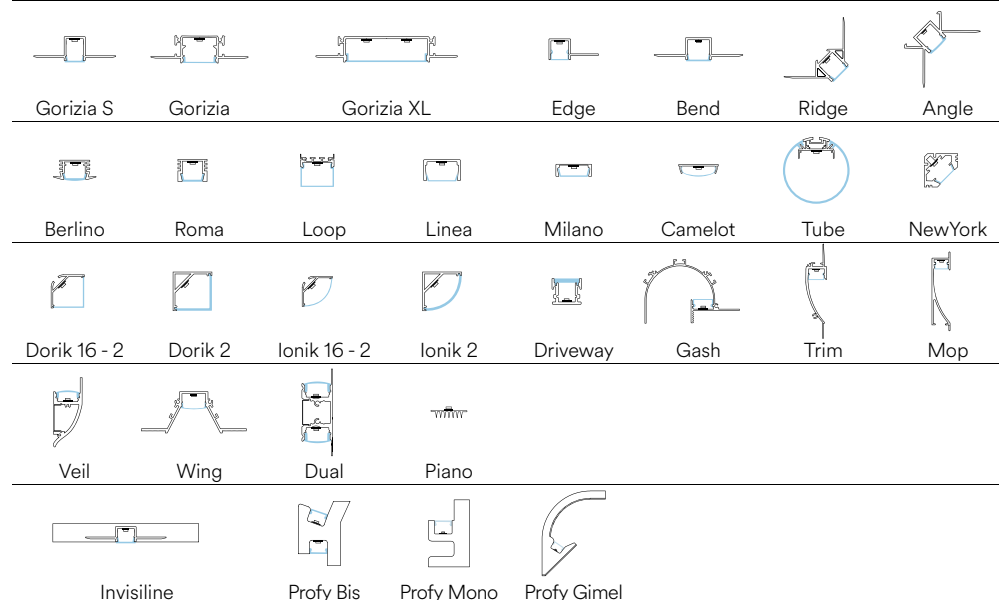 Gorizia S Gorizia Gorizia XL Edge Bend Ridge Angle
Berlino Roma Loop Linea Milano Camelot Tube NewYork
Dorik 16 - 2 Dorik 2 Ionik 16 - 2 Ionik 2 Driveway Gash Trim Mop
Veil Wing Dual Piano
Invisiline Profy Bis Profy Mono Profy Gimel